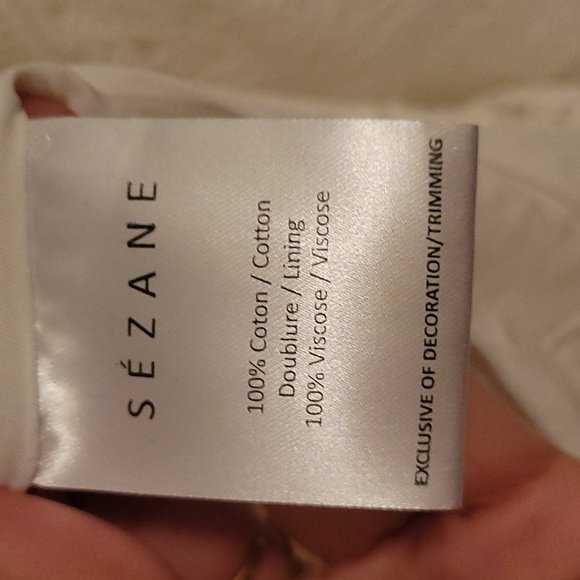 SÉZANE
100% Coton / Cotton
Doublure / Lining
100% Viscose / Viscose
EXCLUSIVE OF DECORATION/TRIMMING